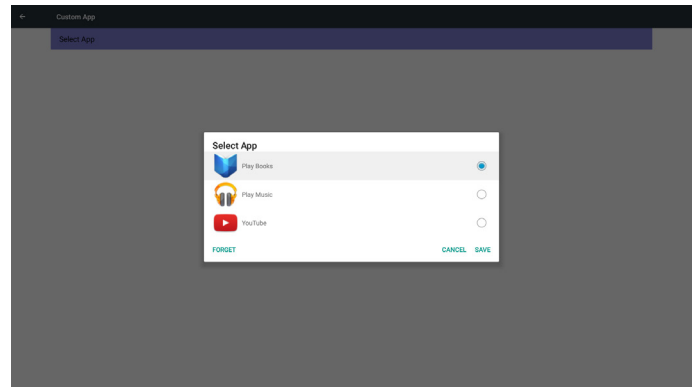 Custom App
Select App
Select App
Play Books
Play Music
YouTube
FORGET CANCEL SAVE